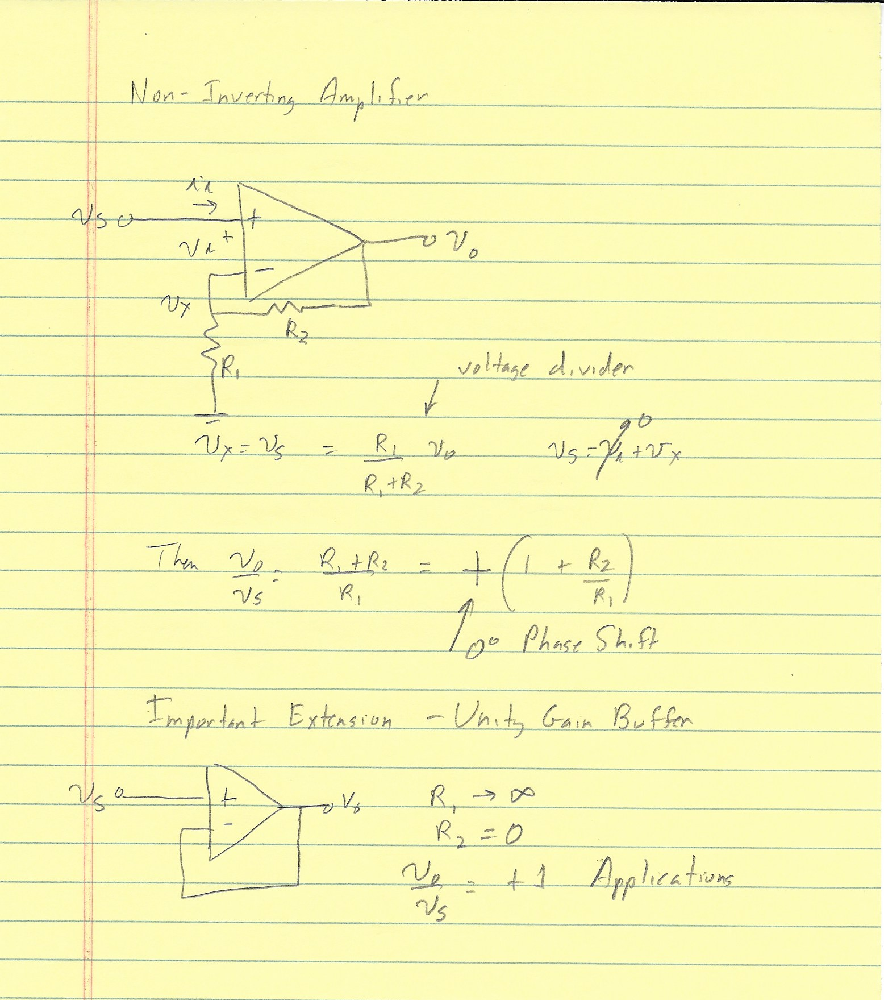 Non-Inverting Amplifier
ii
→
vs +
vi + -
vo
-
vx
R2
R1
voltage divider
↓
vx = vs = R1/(R1+R2) vo vs = vi + vx 0
Then vo/vs = (R1+R2)/R1 = + (1 + R2/R1)
0° Phase Shift
Important Extension - Unity Gain Buffer
vs + vo R1 → ∞
- R2 = 0
vo/vs = +1 Applications